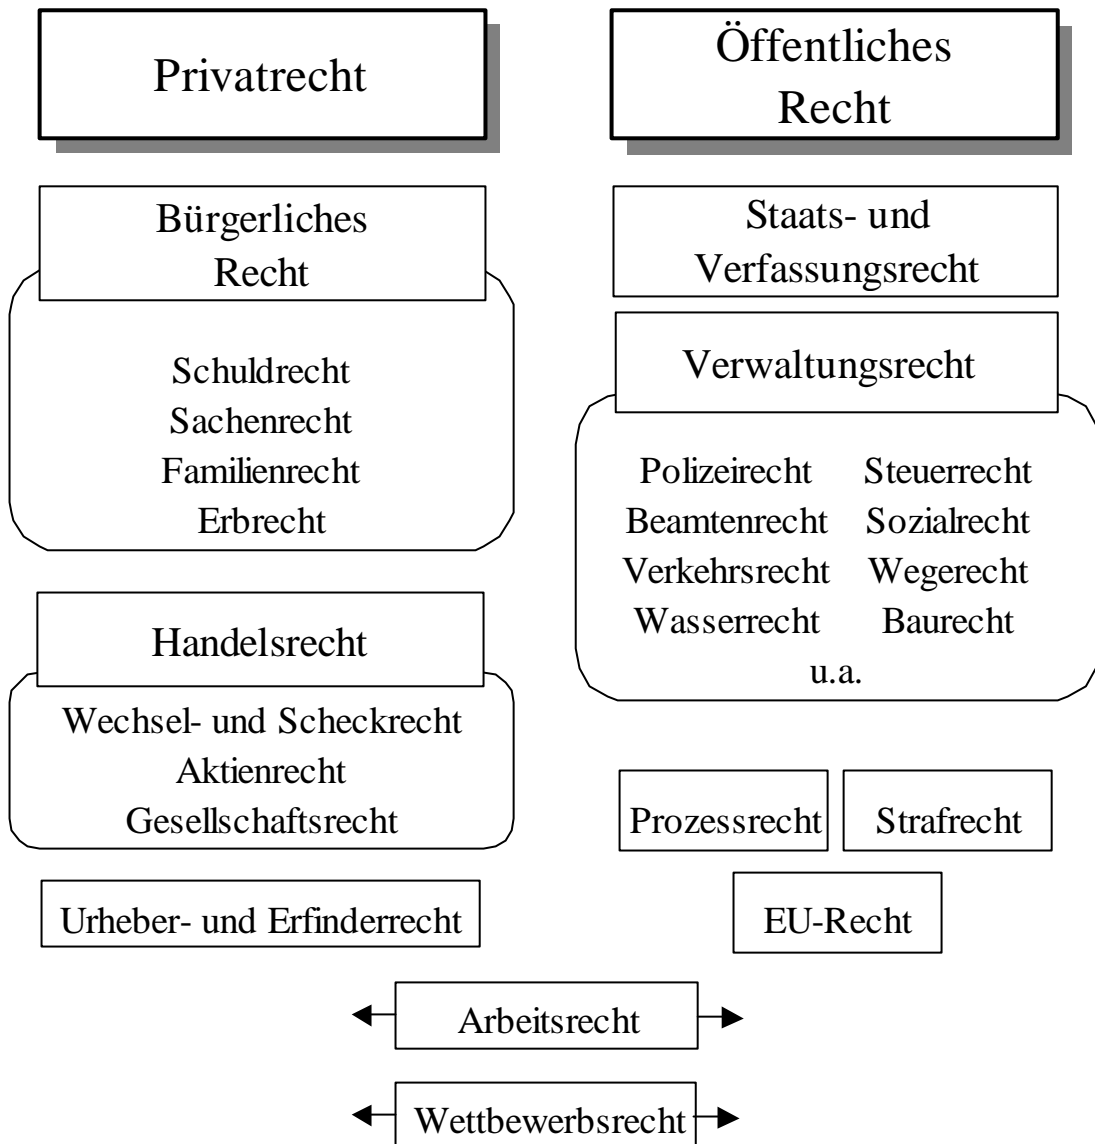 Privatrecht
Öffentliches
Recht
Bürgerliches
Recht
Schuldrecht
Sachenrecht
Familienrecht
Erbrecht
Handelsrecht
Wechsel- und Scheckrecht
Aktienrecht
Gesellschaftsrecht
Urheber- und Erfinderrecht
Staats- und
Verfassungsrecht
Verwaltungsrecht
Polizeirecht Steuerrecht
Beamtenrecht Sozialrecht
Verkehrsrecht Wegerecht
Wasserrecht Baurecht
u.a.
Prozessrecht Strafrecht
EU-Recht
Arbeitsrecht
Wettbewerbsrecht